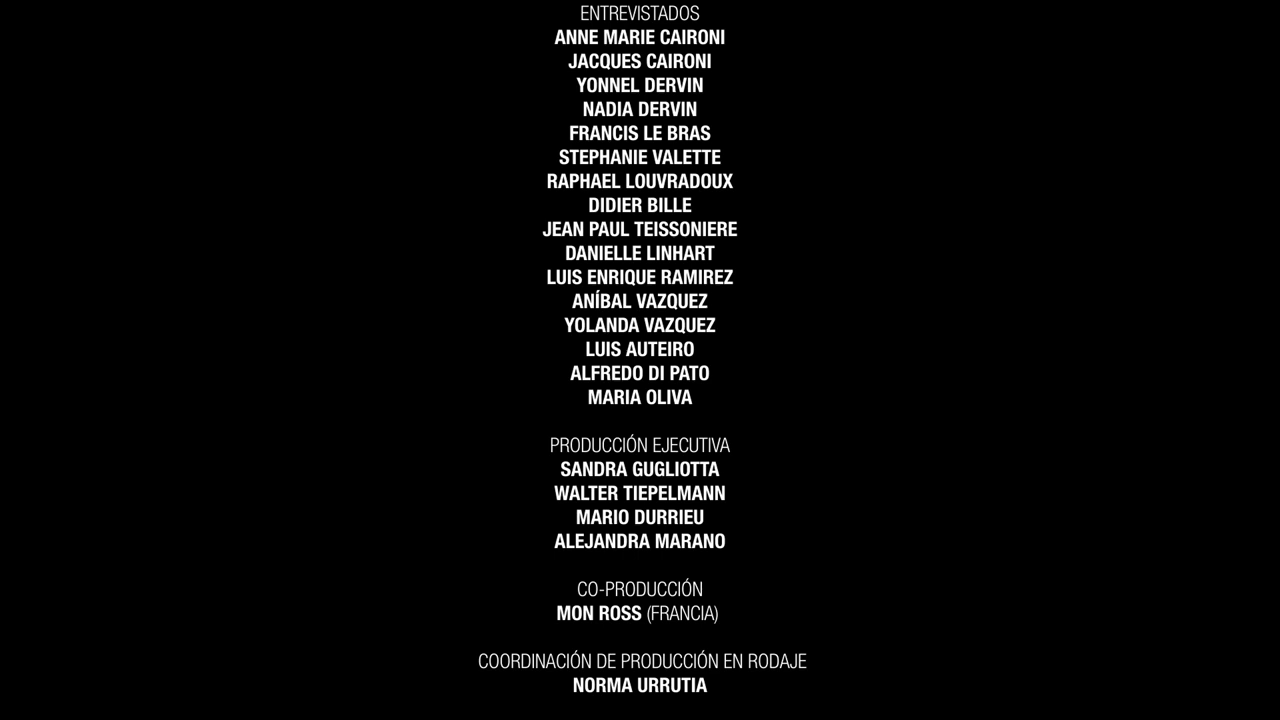 ENTREVISTADOS
ANNE MARIE CAIRONI
JACQUES CAIRONI
YONNEL DERVIN
NADIA DERVIN
FRANCIS LE BRAS
STEPHANIE VALETTE
RAPHAEL LOUVRADOUX
DIDIER BILLE
JEAN PAUL TEISSONIERE
DANIELLE LINHART
LUIS ENRIQUE RAMIREZ
ANÍBAL VAZQUEZ
YOLANDA VAZQUEZ
LUIS AUTEIRO
ALFREDO DI PATO
MARIA OLIVA
PRODUCCIÓN EJECUTIVA
SANDRA GUGLIOTTA
WALTER TIEPELMANN
MARIO DURRIEU
ALEJANDRA MARANO
CO-PRODUCCIÓN
MON ROSS (FRANCIA)
COORDINACIÓN DE PRODUCCIÓN EN RODAJE
NORMA URRUTIA